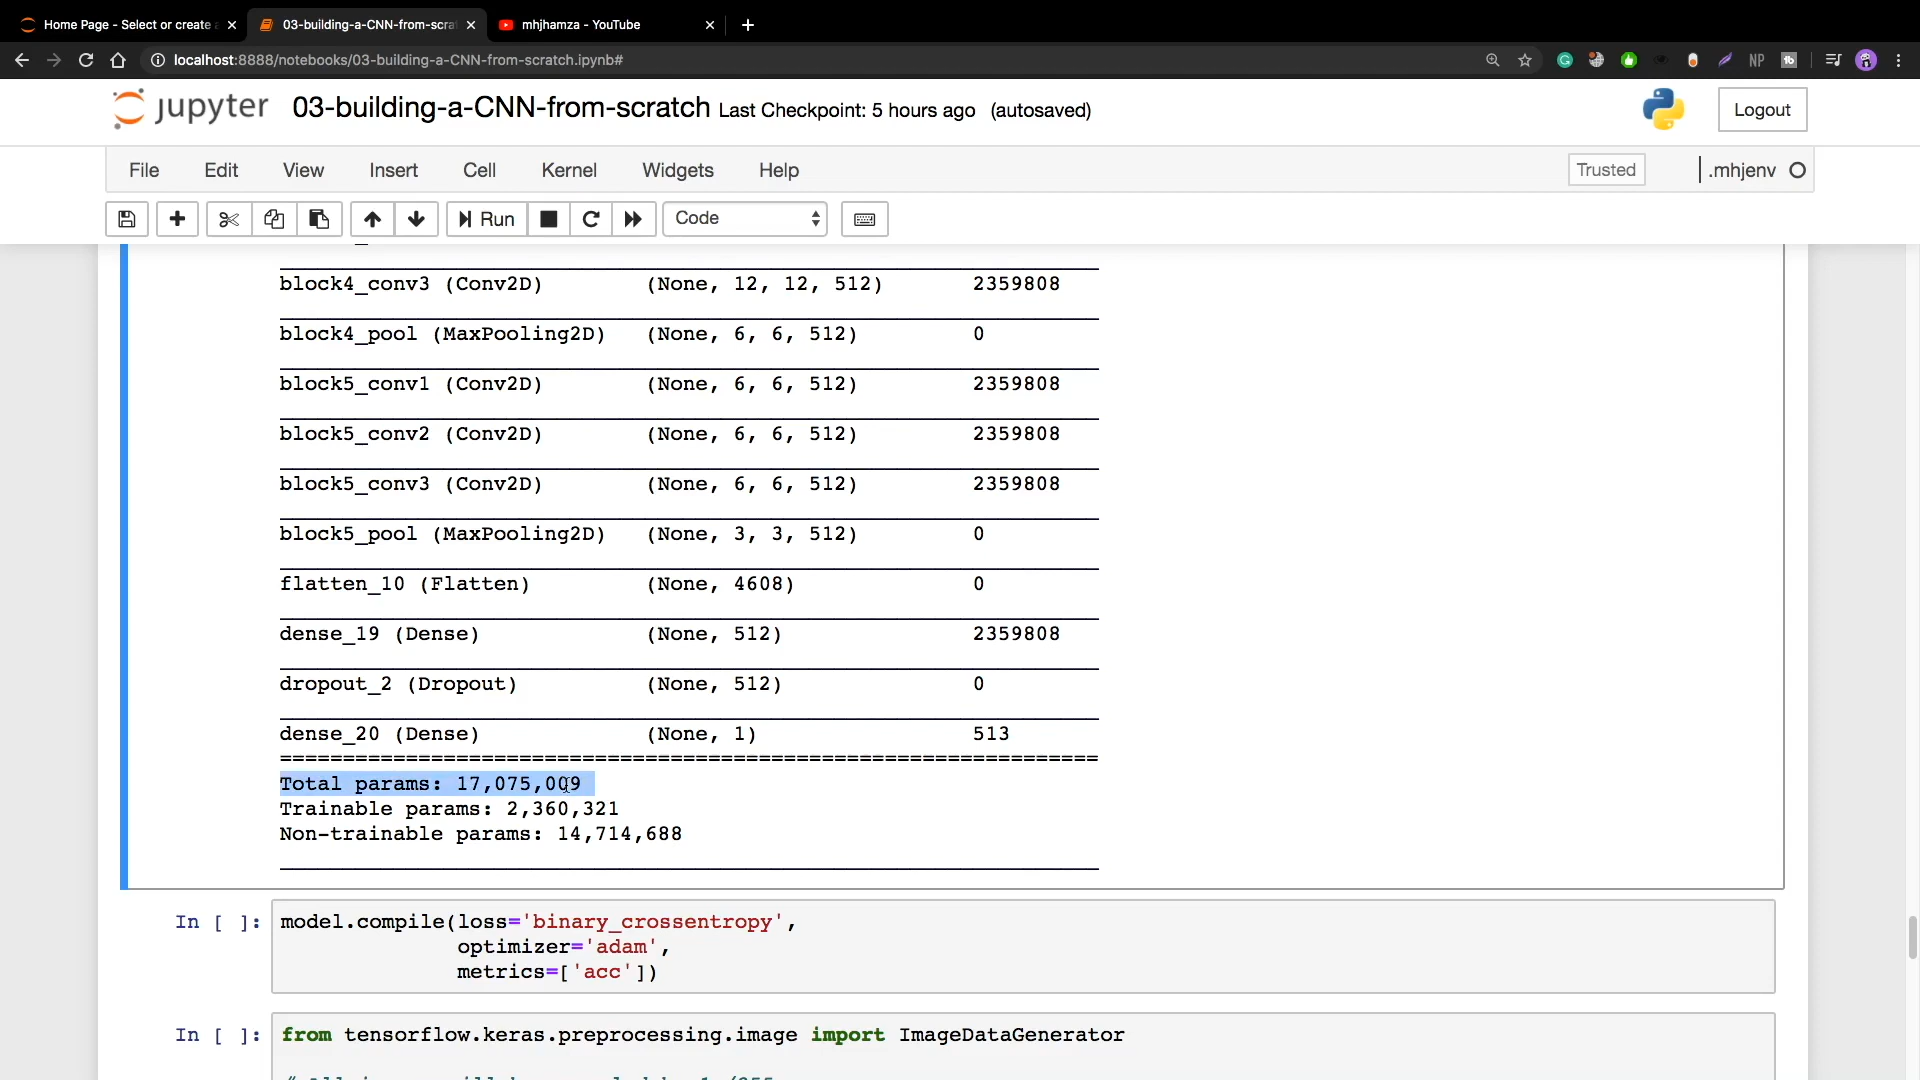 Home Page - Select or create a
03-building-a-CNN-from-scrat
mhjhamza - YouTube
localhost:8888/notebooks/03-building-a-CNN-from-scratch.ipynb#
NP
tb
jupyter 03-building-a-CNN-from-scratch Last Checkpoint: 5 hours ago (autosaved)
Logout
File Edit View Insert Cell Kernel Widgets Help
Trusted
.mhjenv
Run
Code
block4_conv3 (Conv2D) (None, 12, 12, 512) 2359808
block4_pool (MaxPooling2D) (None, 6, 6, 512) 0
block5_conv1 (Conv2D) (None, 6, 6, 512) 2359808
block5_conv2 (Conv2D) (None, 6, 6, 512) 2359808
block5_conv3 (Conv2D) (None, 6, 6, 512) 2359808
block5_pool (MaxPooling2D) (None, 3, 3, 512) 0
flatten_10 (Flatten) (None, 4608) 0
dense_19 (Dense) (None, 512) 2359808
dropout_2 (Dropout) (None, 512) 0
dense_20 (Dense) (None, 1) 513
Total params: 17,075,009
Trainable params: 2,360,321
Non-trainable params: 14,714,688
In [ ]: model.compile(loss='binary_crossentropy',
optimizer='adam',
metrics=['acc'])
In [ ]: from tensorflow.keras.preprocessing.image import ImageDataGenerator